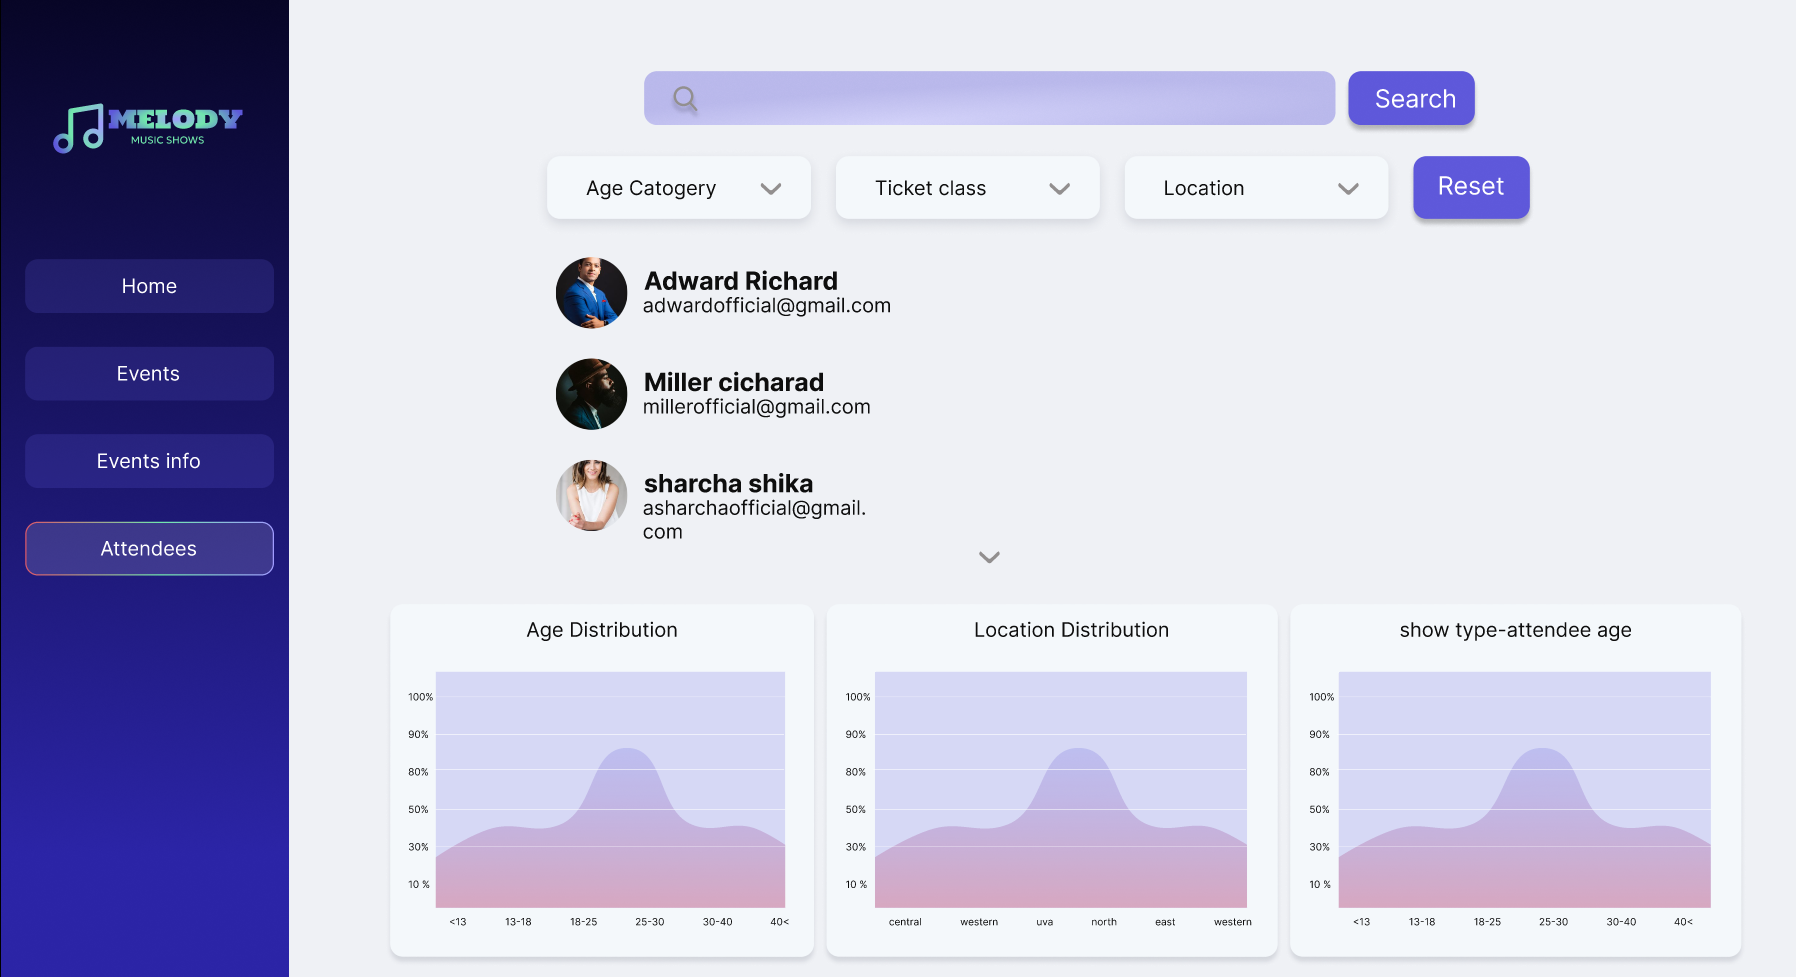 MELODY
MUSIC SHOWS
Home
Events
Events info
Attendees
Search
Age Catogery
Ticket class
Location
Reset
Adward Richard
adwardofficial@gmail.com
Miller cicharad
millerofficial@gmail.com
sharcha shika
asharchaofficial@gmail.
com
Age Distribution
100%
90%
80%
50%
30%
10 %
<13 13-18 18-25 25-30 30-40 40<
Location Distribution
100%
90%
80%
50%
30%
10 %
central western uva north east western
show type-attendee age
100%
90%
80%
50%
30%
10 %
<13 13-18 18-25 25-30 30-40 40<